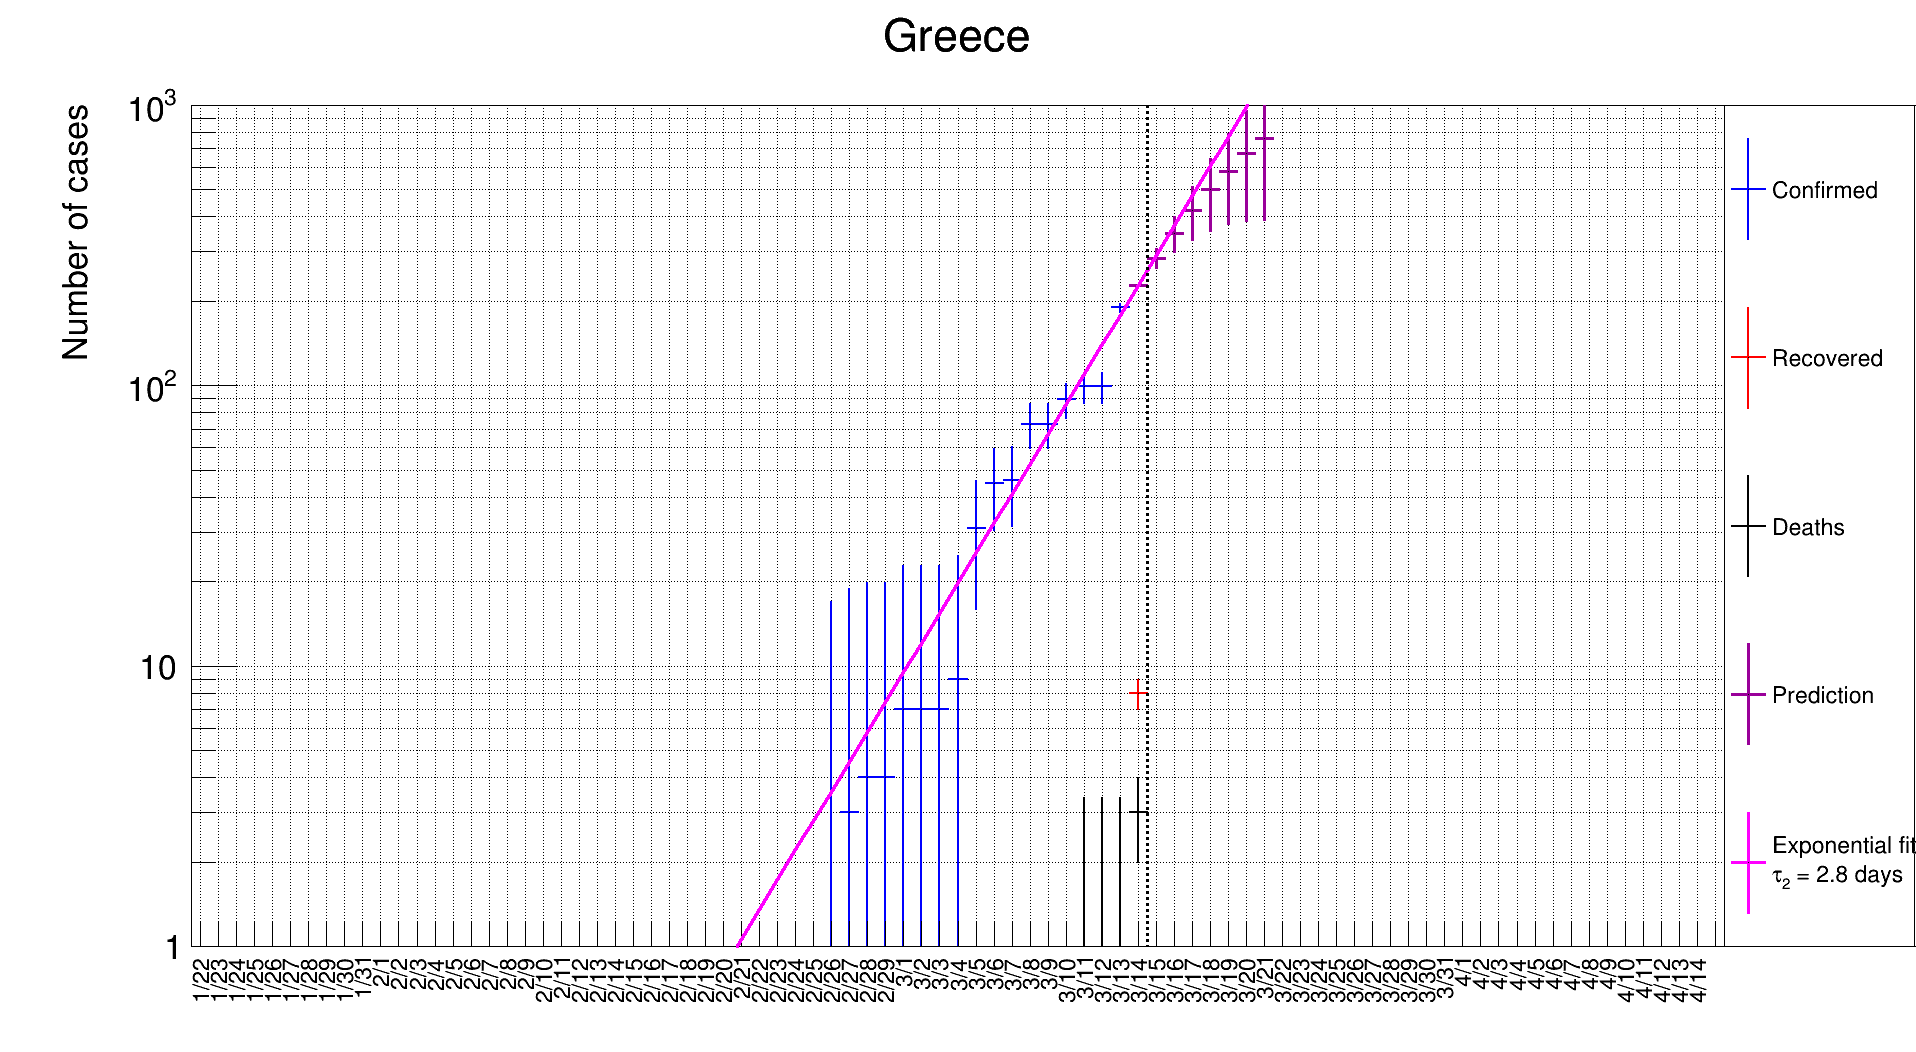 Greece
Number of cases
10³
10²
10
1
1/22 1/23 1/24 1/25 1/26 1/27 1/28 1/29 1/30 1/31 2/1 2/2 2/3 2/4 2/5 2/6 2/7 2/8 2/9 2/10 2/11 2/12 2/13 2/14 2/15 2/16 2/17 2/18 2/19 2/20 2/21 2/22 2/23 2/24 2/25 2/26 2/27 2/28 2/29 3/1 3/2 3/3 3/4 3/5 3/6 3/7 3/8 3/9 3/10 3/11 3/12 3/13 3/14 3/15 3/16 3/17 3/18 3/19 3/20 3/21 3/22 3/23 3/24 3/25 3/26 3/27 3/28 3/29 3/30 3/31 4/1 4/2 4/3 4/4 4/5 4/6 4/7 4/8 4/9 4/10 4/11 4/12 4/13 4/14
Confirmed
Recovered
Deaths
Prediction
Exponential fit
τ₂ = 2.8 days